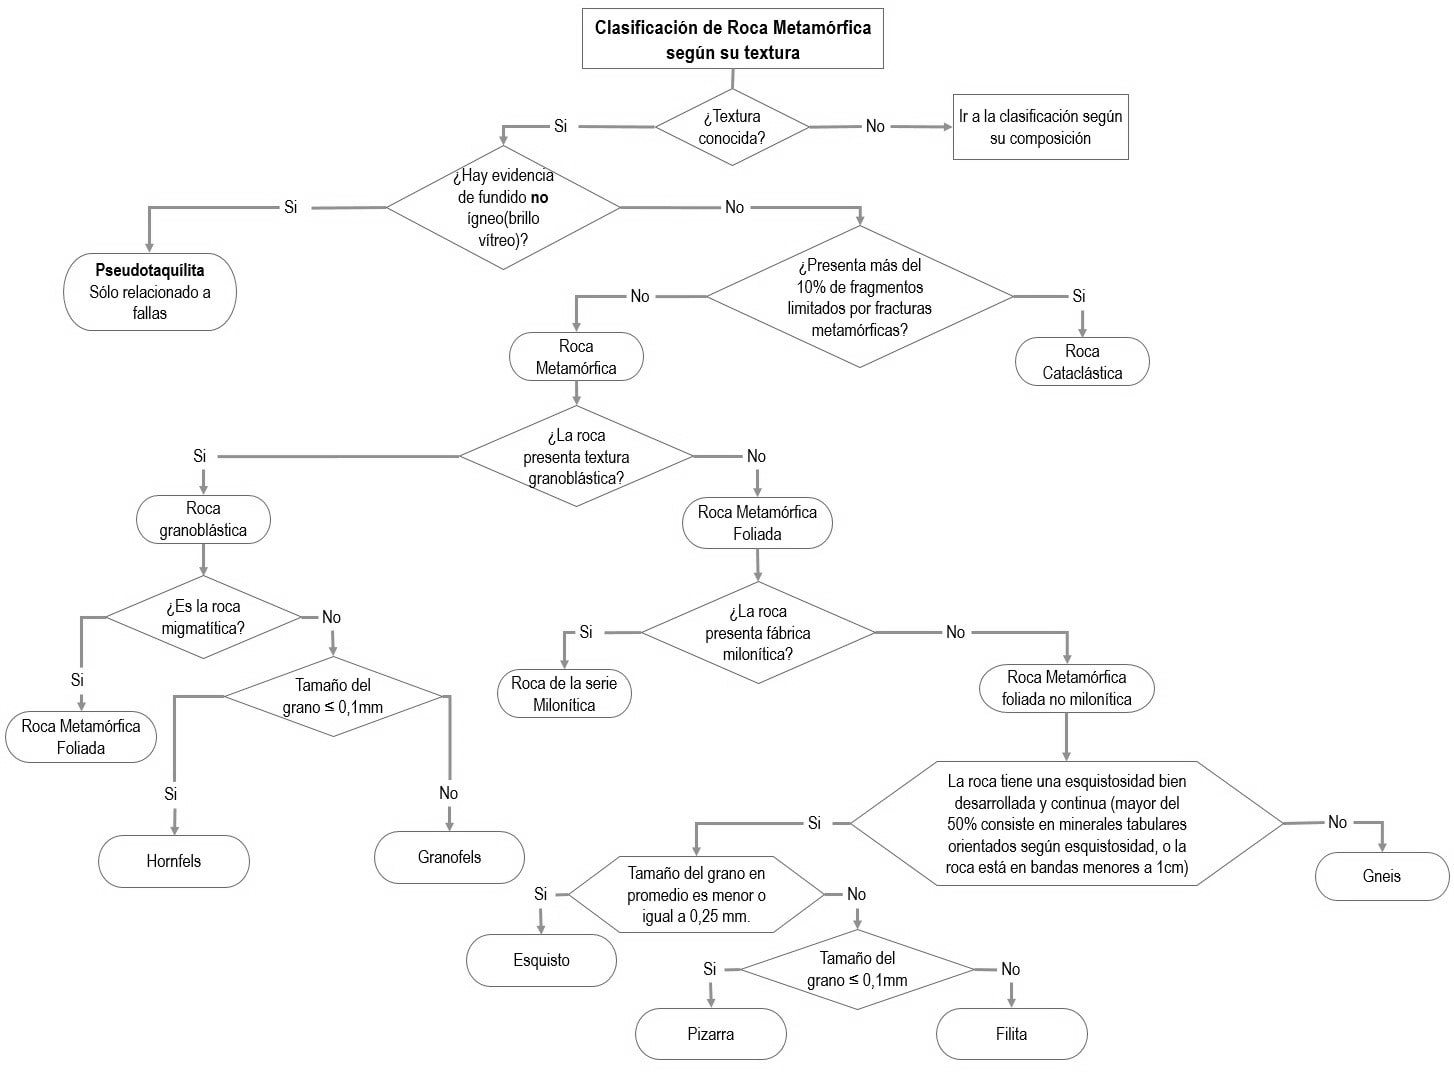 Clasificación de Roca Metamórfica
según su textura
¿Textura
conocida?
Si
No
Ir a la clasificación según
su composición
¿Hay evidencia
de fundido no
ígneo(brillo
vítreo)?
Si
No
Pseudotaquílita
Sólo relacionado a
fallas
¿Presenta más del
10% de fragmentos
limitados por fracturas
metamórficas?
No
Si
Roca
Metamórfica
Roca
Cataclástica
¿La roca
presenta textura
granoblástica?
Si
No
Roca
granoblástica
Roca Metamórfica
Foliada
¿Es la roca
migmatítica?
No
Si
¿La roca
presenta fábrica
milonítica?
Si
No
Roca Metamórfica
Foliada
Tamaño del
grano ≤ 0,1mm
Si
No
Hornfels
Granofels
Roca de la serie
Milonítica
Roca Metamórfica
foliada no milonítica
La roca tiene una esquistosidad bien
desarrollada y continua (mayor del
50% consiste en minerales tabulares
orientados según esquistosidad, o la
roca está en bandas menores a 1cm)
Si
No
Gneis
Tamaño del grano en
promedio es menor o
igual a 0,25 mm.
Si
No
Esquisto
Tamaño del
grano ≤ 0,1mm
Si
No
Pizarra
Filita